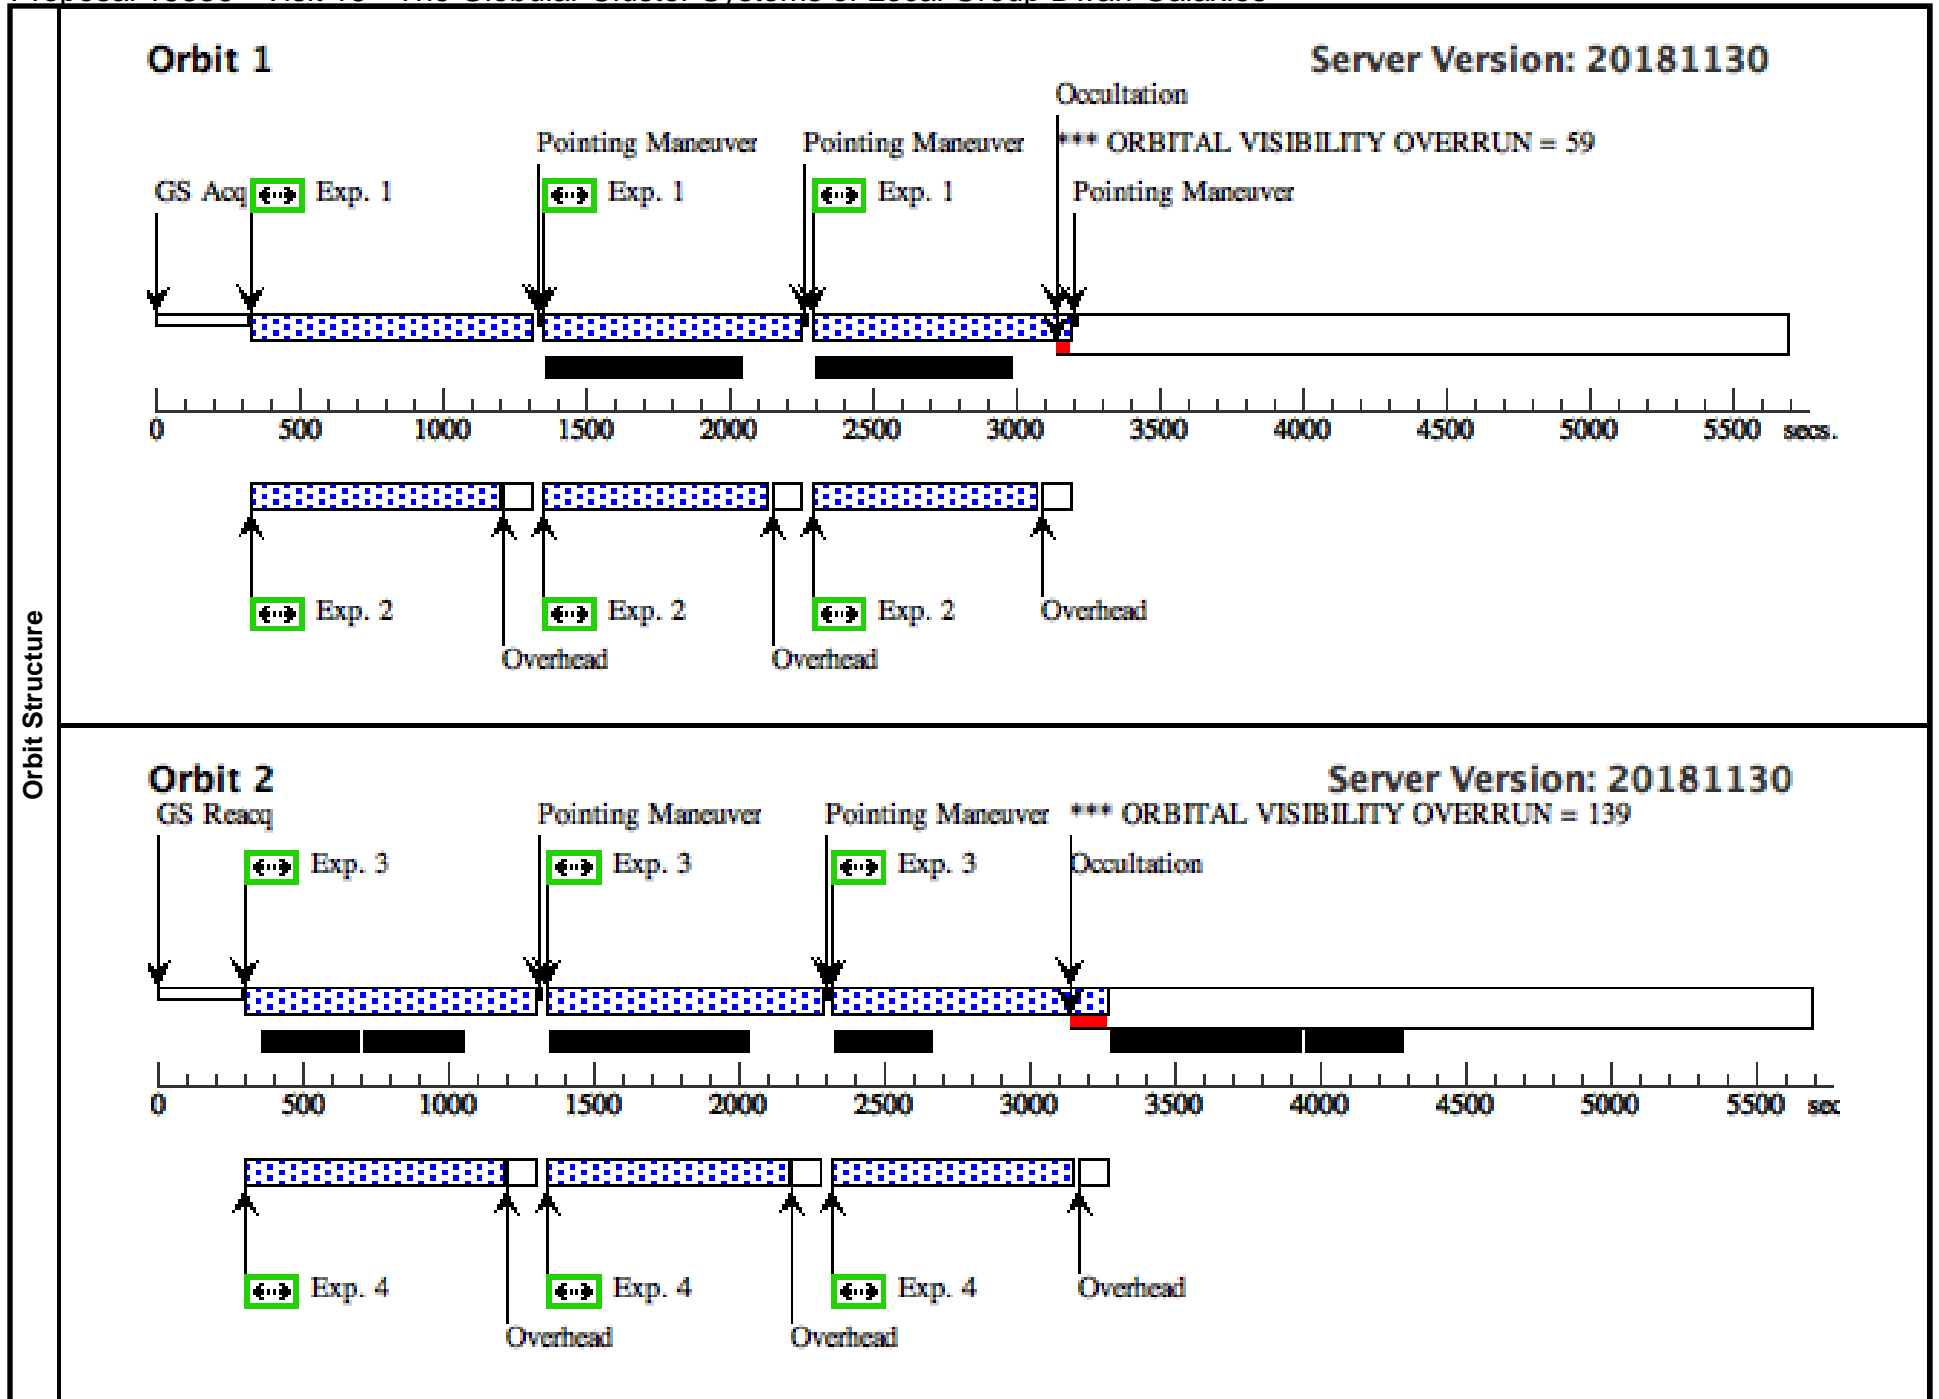 Orbit Structure
Orbit 1
Server Version: 20181130
Occultation
Pointing Maneuver Pointing Maneuver *** ORBITAL VISIBILITY OVERRUN = 59
GS Acq Exp. 1 Exp. 1 Exp. 1 Pointing Maneuver
0 500 1000 1500 2000 2500 3000 3500 4000 4500 5000 5500 secs.
Exp. 2 Exp. 2 Exp. 2 Overhead
Overhead Overhead
Orbit 2
Server Version: 20181130
GS Reacq Pointing Maneuver Pointing Maneuver *** ORBITAL VISIBILITY OVERRUN = 139
Exp. 3 Exp. 3 Exp. 3 Occultation
0 500 1000 1500 2000 2500 3000 3500 4000 4500 5000 5500 sec
Exp. 4 Exp. 4 Exp. 4 Overhead
Overhead Overhead